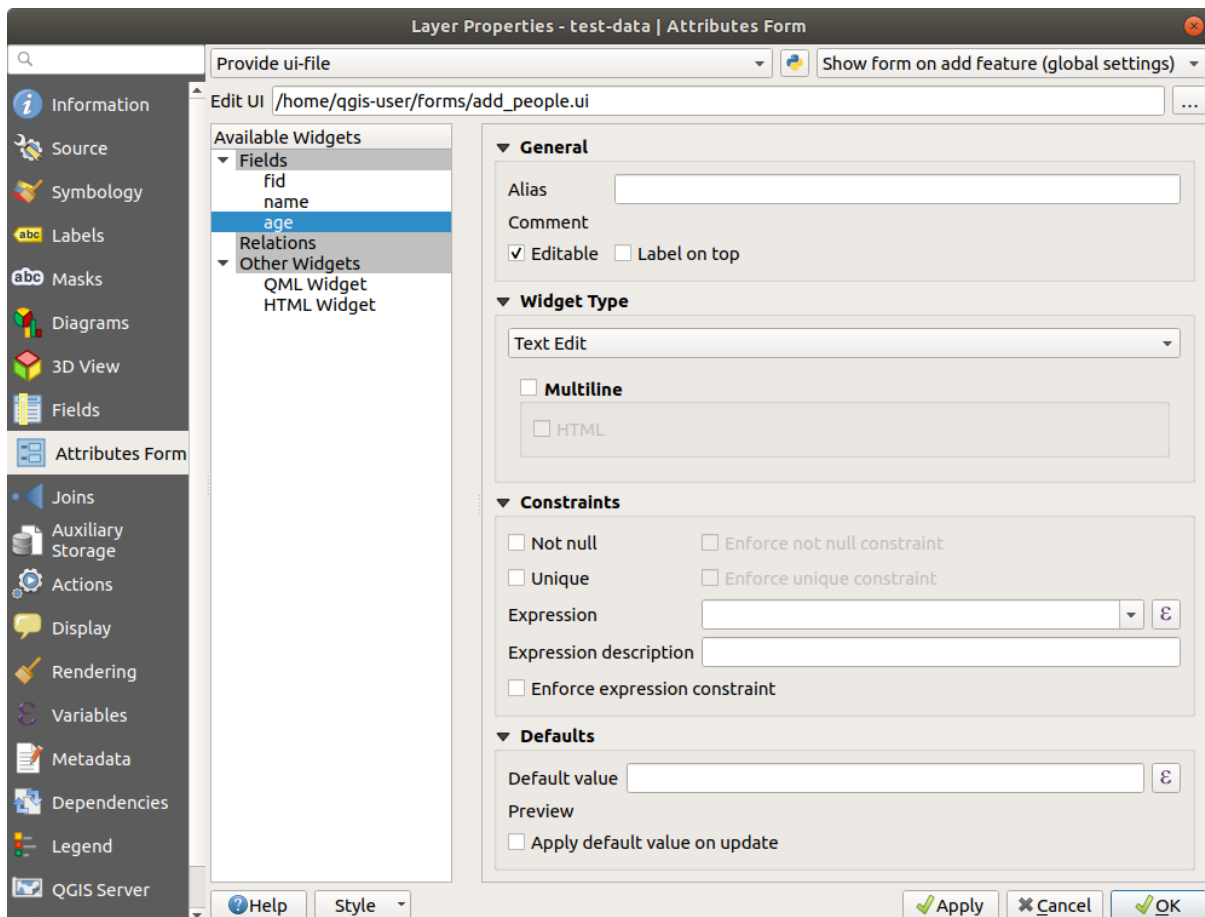 Layer Properties - test-data | Attributes Form
Information
Source
Symbology
abc Labels
abc Masks
Diagrams
3D View
Fields
Attributes Form
Joins
Auxiliary
Storage
Actions
Display
Rendering
Variables
Metadata
Dependencies
Legend
QGIS Server
Provide ui-file
Show form on add feature (global settings)
Edit UI /home/qgis-user/forms/add_people.ui ...
Available Widgets
Fields
fid
name
age
Relations
Other Widgets
QML Widget
HTML Widget
General
Alias
Comment
Editable Label on top
Widget Type
Text Edit
Multiline
HTML
Constraints
Not null Enforce not null constraint
Unique Enforce unique constraint
Expression ε
Expression description
Enforce expression constraint
Defaults
Default value ε
Preview
Apply default value on update
Help Style Apply Cancel OK